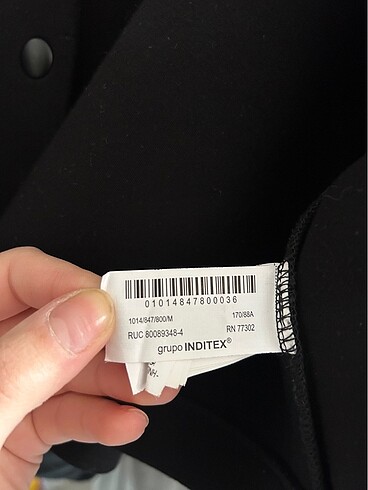 01014847800036
1014/847/800/M 170/88A
RUC 80089348-4 RN 77302
grupo INDITEX®